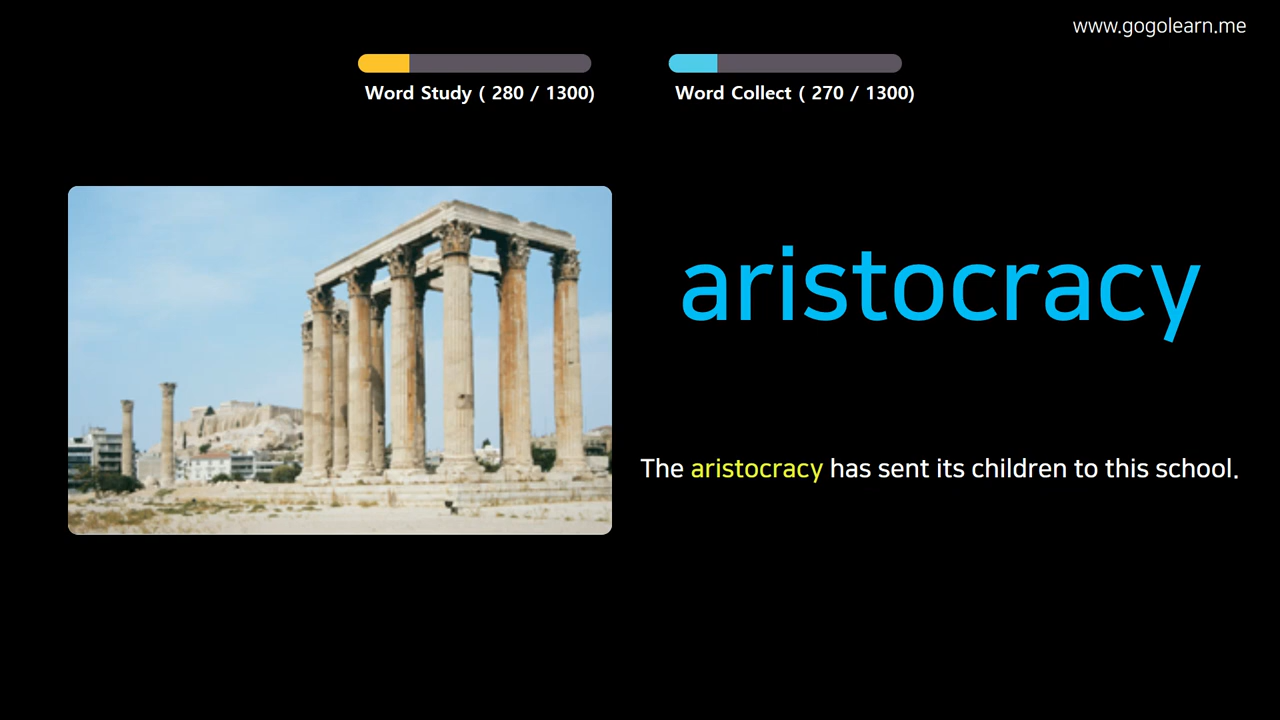 www.gogolearn.me
Word Study ( 280 / 1300)
Word Collect ( 270 / 1300)
aristocracy
The aristocracy has sent its children to this school.